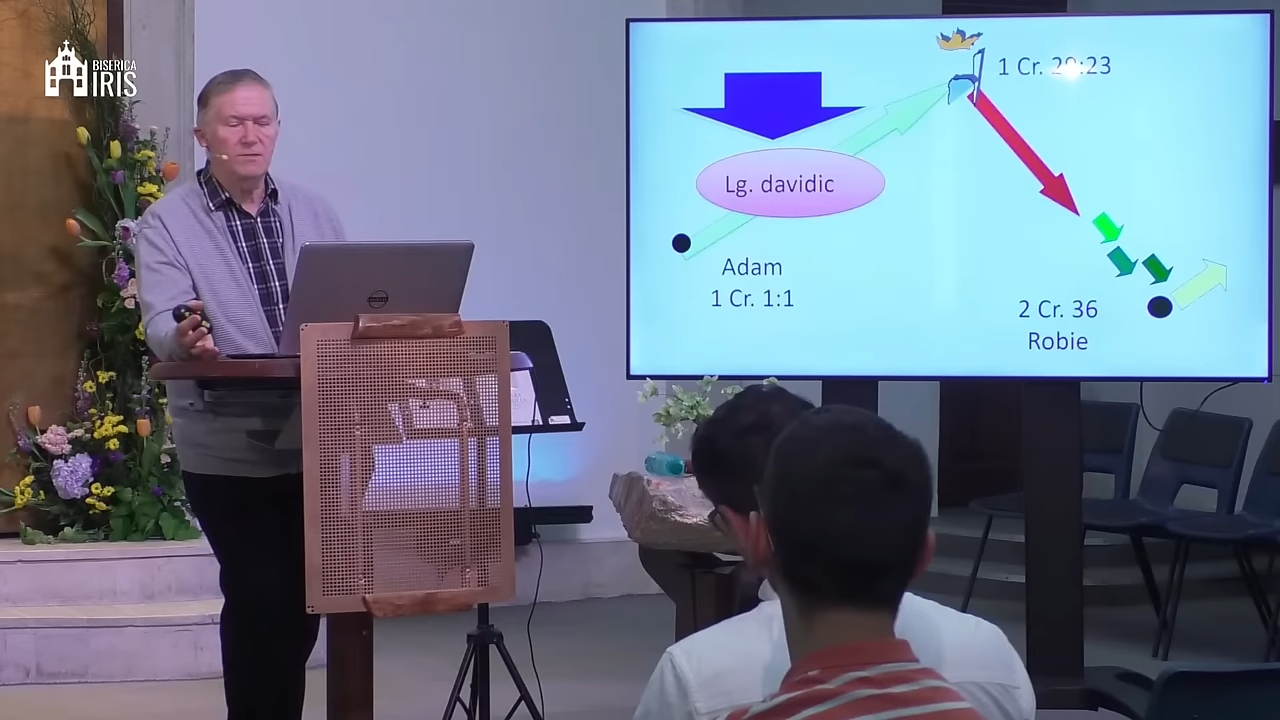 BISERICA
IRIS
1 Cr. 29:23
Lg. davidic
Adam
1 Cr. 1:1
2 Cr. 36
Robie